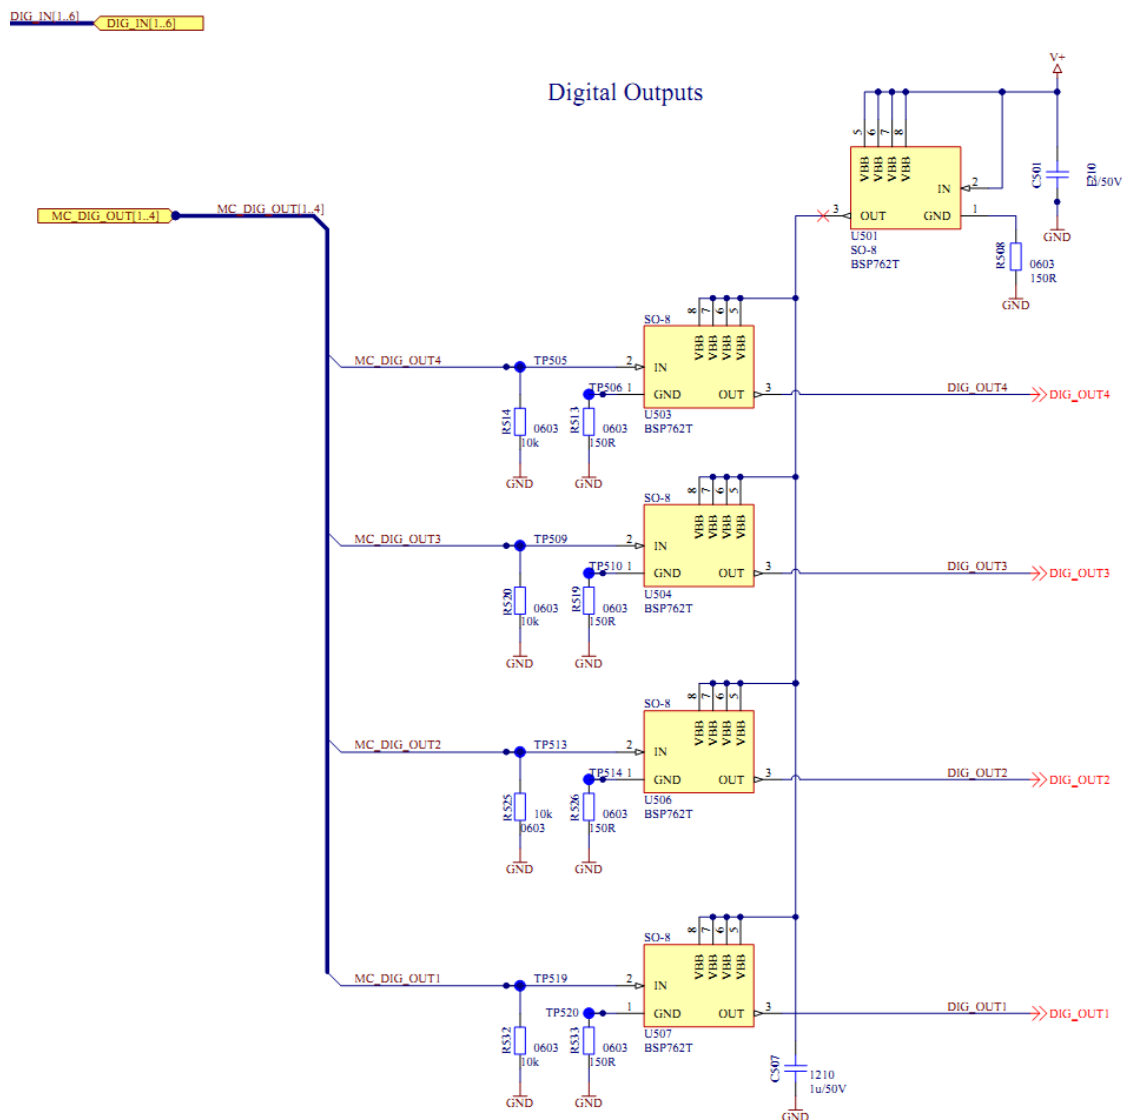 DIG_IN[1..6]
DIG_IN[1..6]
Digital Outputs
V+
5 6 7 8
VBB VBB VBB VBB
IN 2
C501
1u/50V
GND
MC_DIG_OUT[1..4]
MC_DIG_OUT[1..4]
3 OUT
GND 1
U501
SO-8
BSP762T
R508
0603
150R
GND
SO-8
8 7 6 5
VBB VBB VBB VBB
MC_DIG_OUT4
TP505
2 IN
TP506 1 GND
OUT 3
DIG_OUT4
DIG_OUT4
U503
BSP762T
R514
0603
10k
GND
R513
0603
150R
GND
SO-8
8 7 6 5
VBB VBB VBB VBB
MC_DIG_OUT3
TP509
2 IN
TP510 1 GND
OUT 3
DIG_OUT3
DIG_OUT3
U504
BSP762T
R520
0603
10k
GND
R519
0603
150R
GND
SO-8
8 7 6 5
VBB VBB VBB VBB
MC_DIG_OUT2
TP513
2 IN
TP514 1 GND
OUT 3
DIG_OUT2
DIG_OUT2
U506
BSP762T
R525
10k
0603
GND
R526
0603
150R
GND
SO-8
8 7 6 5
VBB VBB VBB VBB
MC_DIG_OUT1
TP519
2 IN
TP520 1 GND
OUT 3
DIG_OUT1
DIG_OUT1
U507
BSP762T
R532
0603
10k
GND
R533
0603
150R
GND
C507
1210
1u/50V
GND